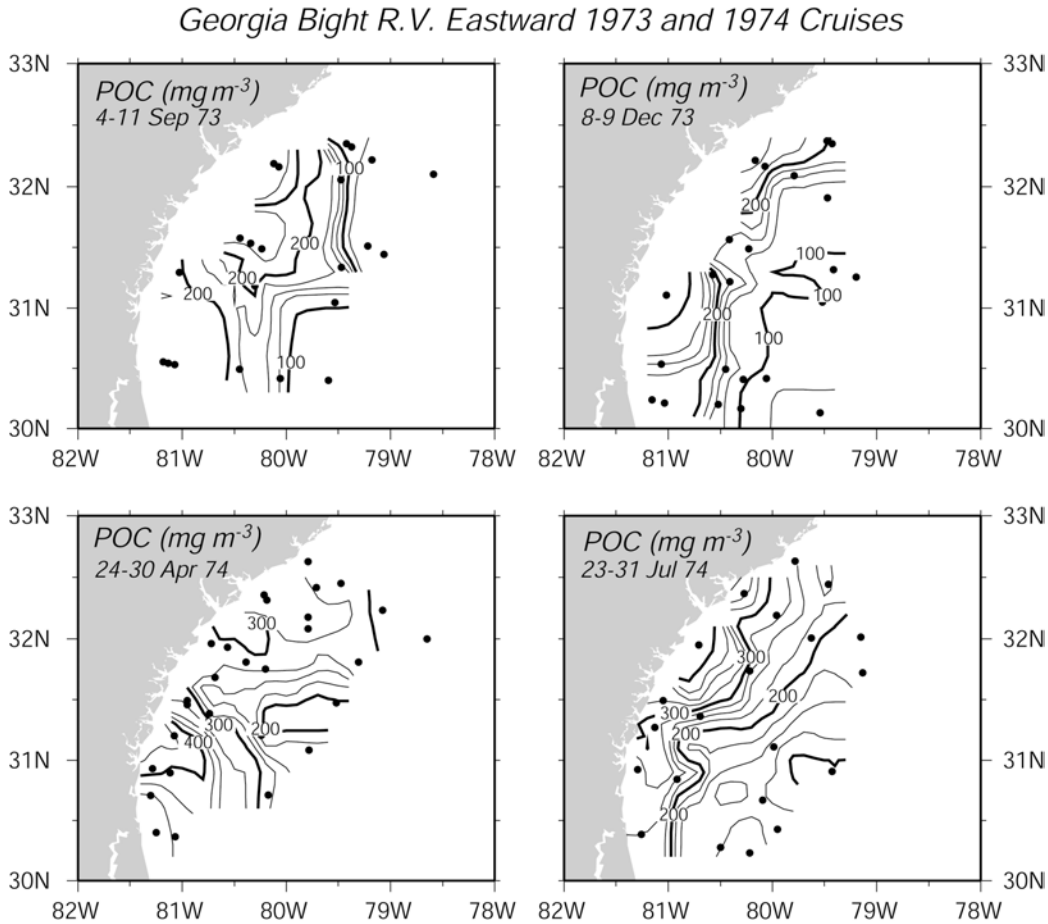 Georgia Bight R.V. Eastward 1973 and 1974 Cruises
33N
POC (mg m-3)
4-11 Sep 73
32N
31N
30N
100
200
200
200
100
82W 81W 80W 79W 78W
POC (mg m-3)
8-9 Dec 73
33N
32N
31N
30N
200
100
100
200
100
82W 81W 80W 79W 78W
33N
POC (mg m-3)
24-30 Apr 74
32N
31N
30N
300
300
200
400
82W 81W 80W 79W 78W
POC (mg m-3)
23-31 Jul 74
33N
32N
31N
30N
300
200
300
200
200
82W 81W 80W 79W 78W